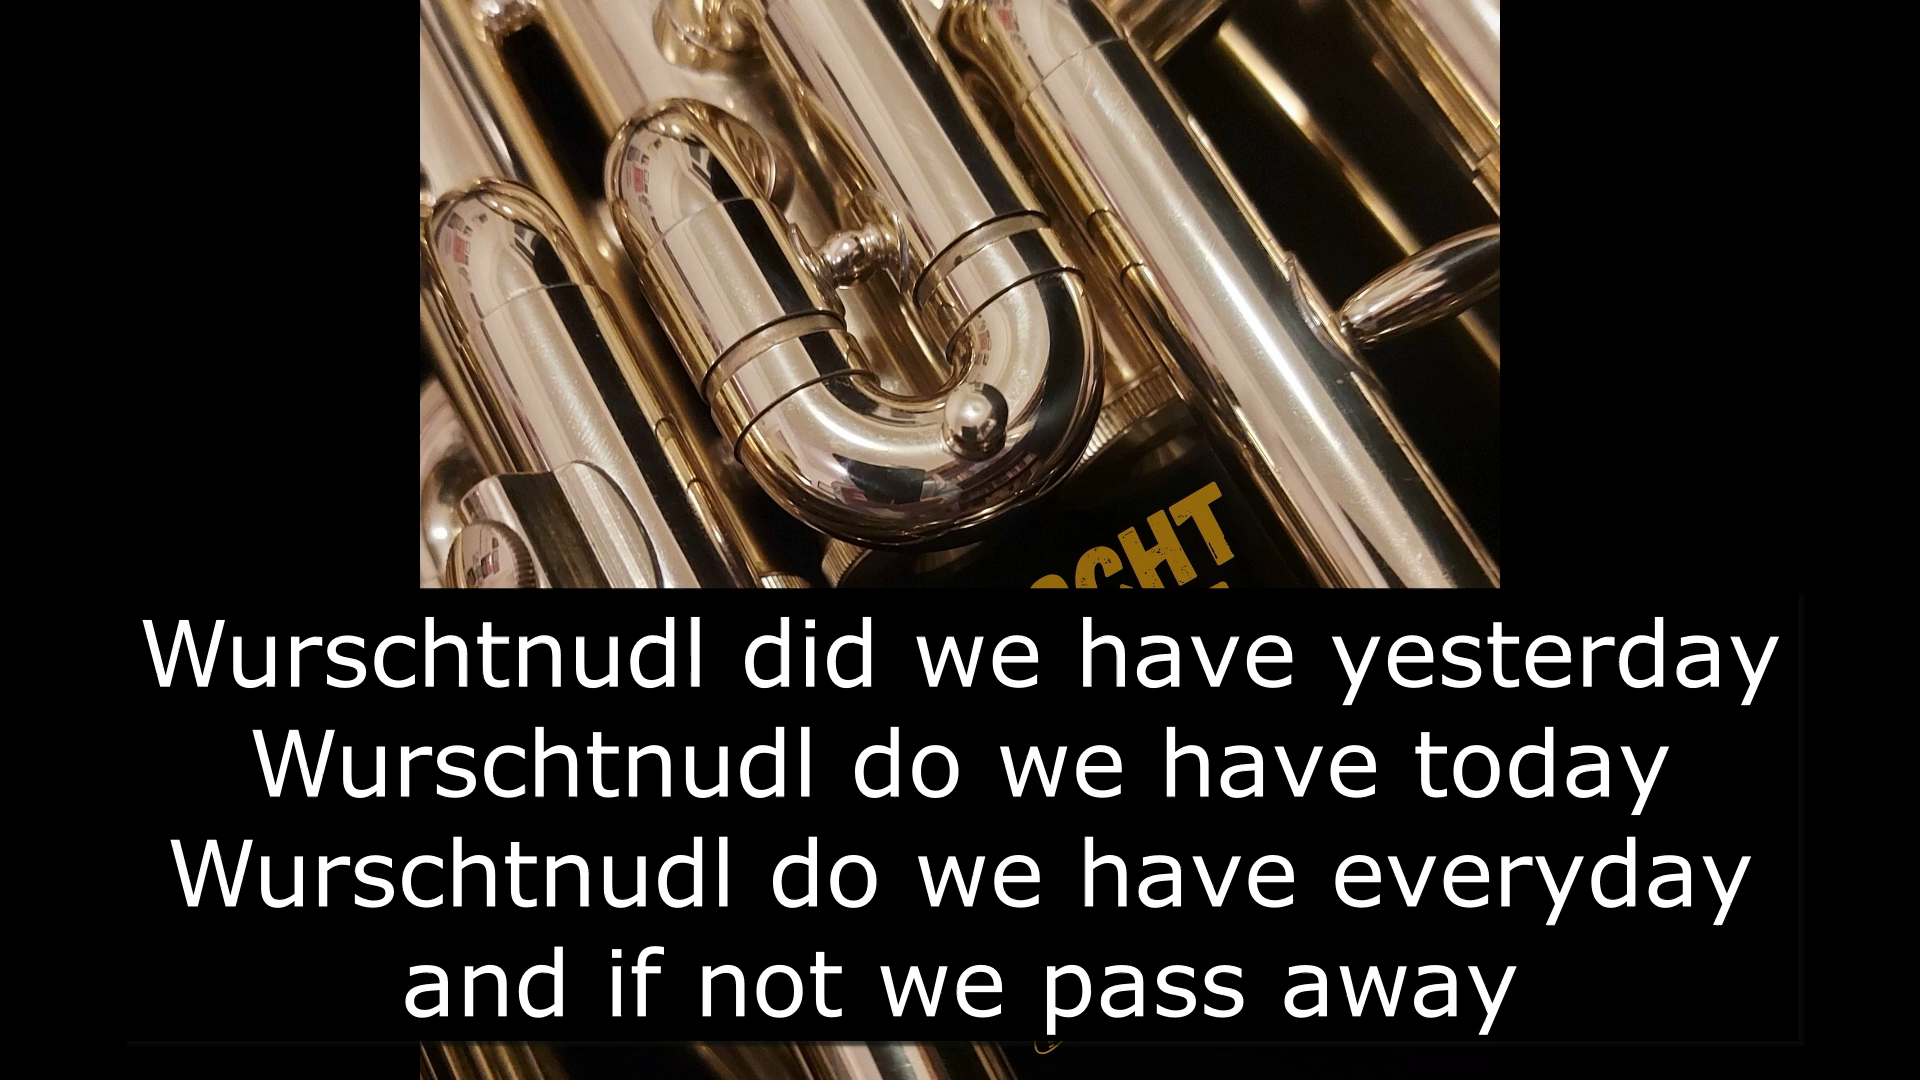 CHT
Wurschtnudl did we have yesterday
Wurschtnudl do we have today
Wurschtnudl do we have everyday
and if not we pass away